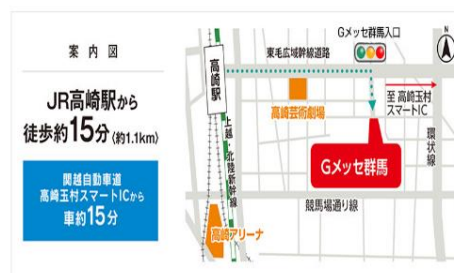 案内図
JR高崎駅から
徒歩約15分(約1.1km)
関越自動車道
高崎玉村スマートICから
車約15分
Gメッセ群馬入口
東毛広域幹線道路
N
高崎駅
高崎芸術劇場
至 高崎玉村
スマートIC
上越・北陸新幹線
Gメッセ群馬
環状線
競馬場通り線
高崎アリーナ